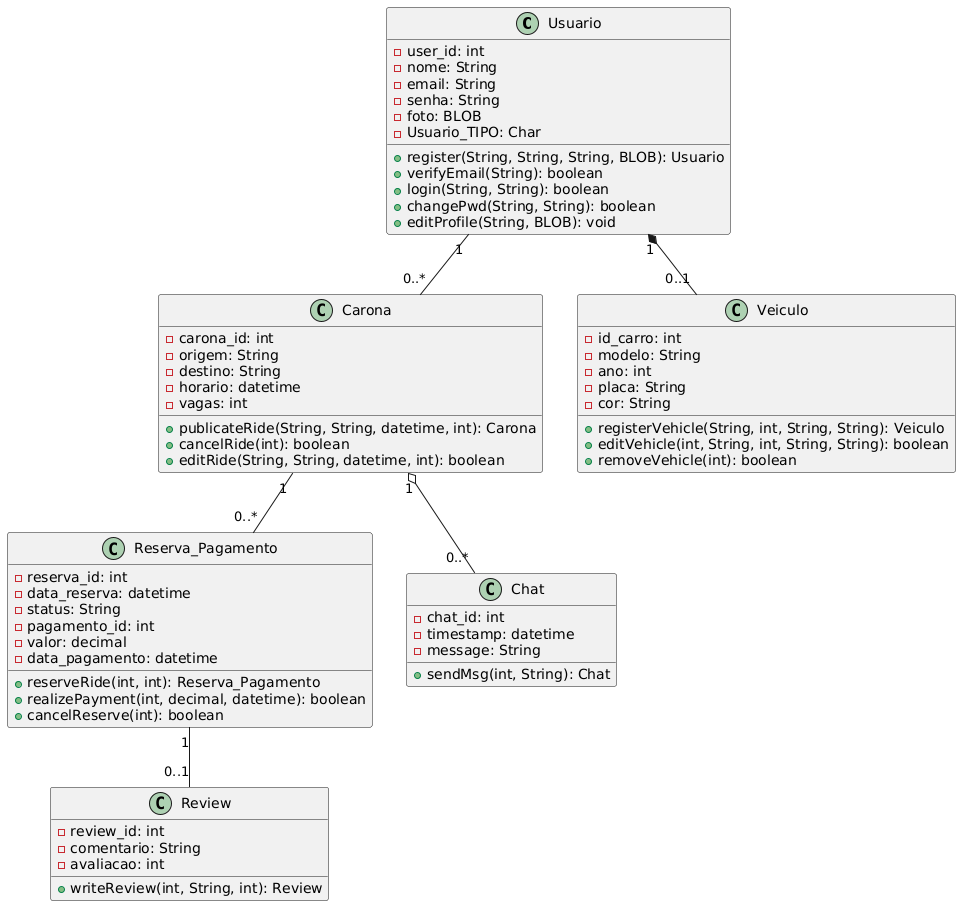 C Usuario
user_id: int
nome: String
email: String
senha: String
foto: BLOB
Usuario_TIPO: Char
register(String, String, String, BLOB): Usuario
verifyEmail(String): boolean
login(String, String): boolean
changePwd(String, String): boolean
editProfile(String, BLOB): void
1
1
0..*
0..1
C Carona
carona_id: int
origem: String
destino: String
horario: datetime
vagas: int
publicateRide(String, String, datetime, int): Carona
cancelRide(int): boolean
editRide(String, String, datetime, int): boolean
C Veiculo
id_carro: int
modelo: String
ano: int
placa: String
cor: String
registerVehicle(String, int, String, String): Veiculo
editVehicle(int, String, int, String, String): boolean
removeVehicle(int): boolean
1
1
0..*
0..*
C Reserva_Pagamento
reserva_id: int
data_reserva: datetime
status: String
pagamento_id: int
valor: decimal
data_pagamento: datetime
reserveRide(int, int): Reserva_Pagamento
realizePayment(int, decimal, datetime): boolean
cancelReserve(int): boolean
C Chat
chat_id: int
timestamp: datetime
message: String
sendMsg(int, String): Chat
1
0..1
C Review
review_id: int
comentario: String
avaliacao: int
writeReview(int, String, int): Review